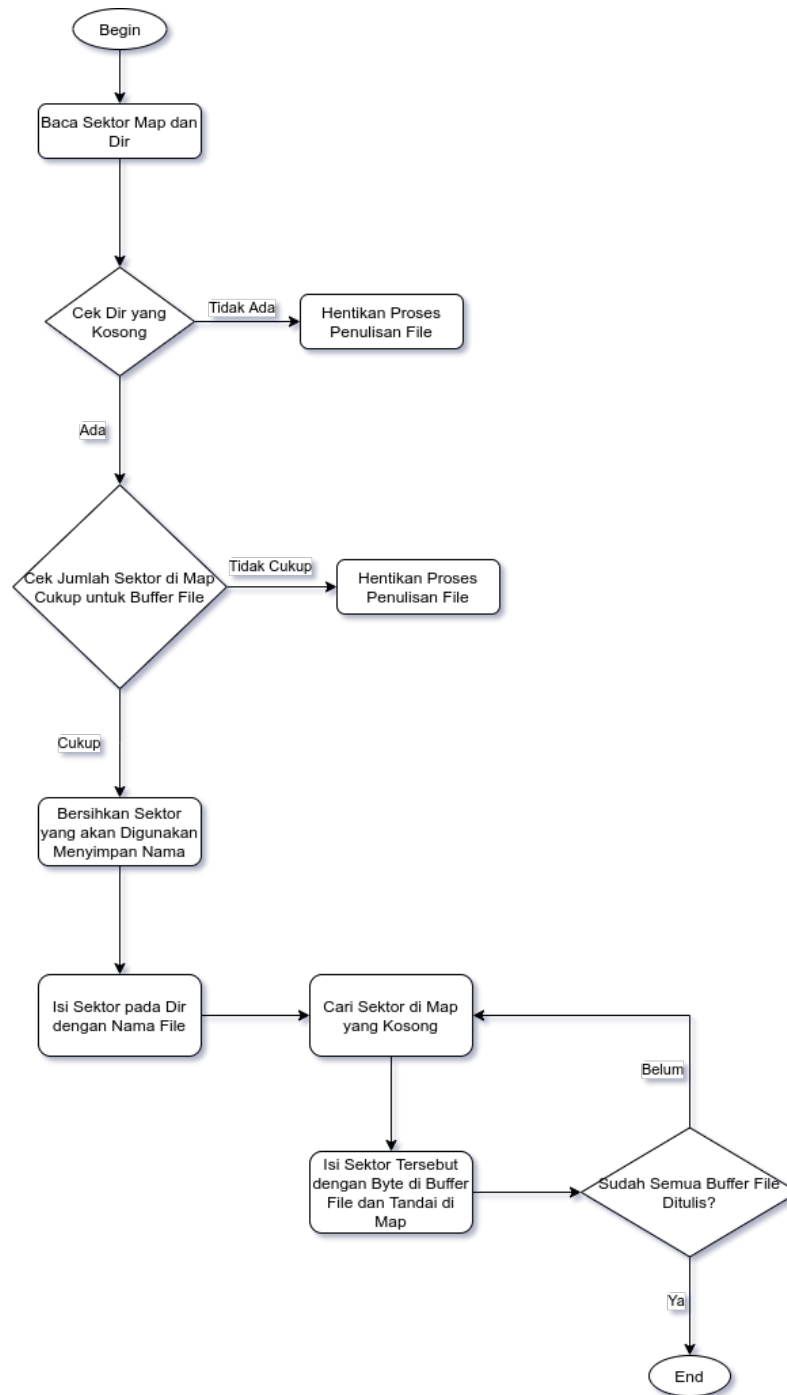 Begin
Baca Sektor Map dan
Dir
Cek Dir yang
Kosong
Tidak Ada
Hentikan Proses
Penulisan File
Ada
Cek Jumlah Sektor di Map
Cukup untuk Buffer File
Tidak Cukup
Hentikan Proses
Penulisan File
Cukup
Bersihkan Sektor
yang akan Digunakan
Menyimpan Nama
Isi Sektor pada Dir
dengan Nama File
Cari Sektor di Map
yang Kosong
Belum
Isi Sektor Tersebut
dengan Byte di Buffer
File dan Tandai di
Map
Sudah Semua Buffer File
Ditulis?
Ya
End